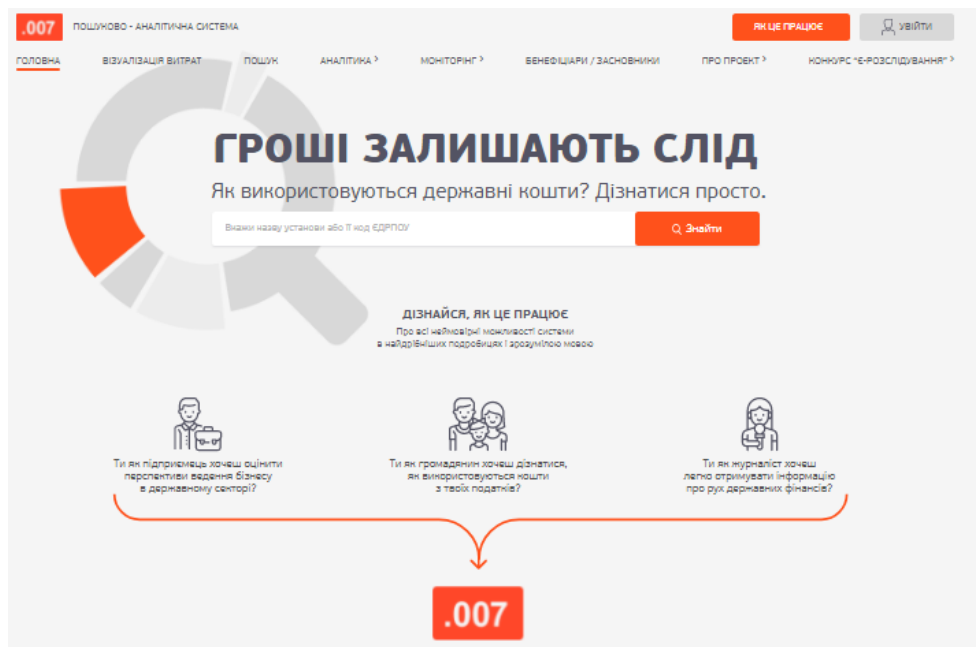 .007
ПОШУКОВО - АНАЛІТИЧНА СИСТЕМА
ЯК ЦЕ ПРАЦЮЄ
УВІЙТИ
ГОЛОВНА
ВІЗУАЛІЗАЦІЯ ВИТРАТ
ПОШУК
АНАЛІТИКА >
МОНІТОРІНГ >
БЕНЕФІЦІАРИ / ЗАСНОВНИКИ
ПРО ПРОЕКТ >
КОНКУРС "Є-РОЗСЛІДУВАННЯ" >
ГРОШІ ЗАЛИШАЮТЬ СЛІД
Як використовуються державні кошти? Дізнатися просто.
Вкажи назву установи або її код ЄДРПОУ
Знайти
ДІЗНАЙСЯ, ЯК ЦЕ ПРАЦЮЄ
Про всі неймовірні можливості системи
в найдрібніших подробицях і зрозумілою мовою
Ти як підприємець хочеш оцінити
перспективи ведення бізнесу
в державному секторі?
Ти як громадянин хочеш дізнатися,
як використовуються кошти
з твоїх податків?
Ти як журналіст хочеш
легко отримувати інформацію
про рух державних фінансів?
.007